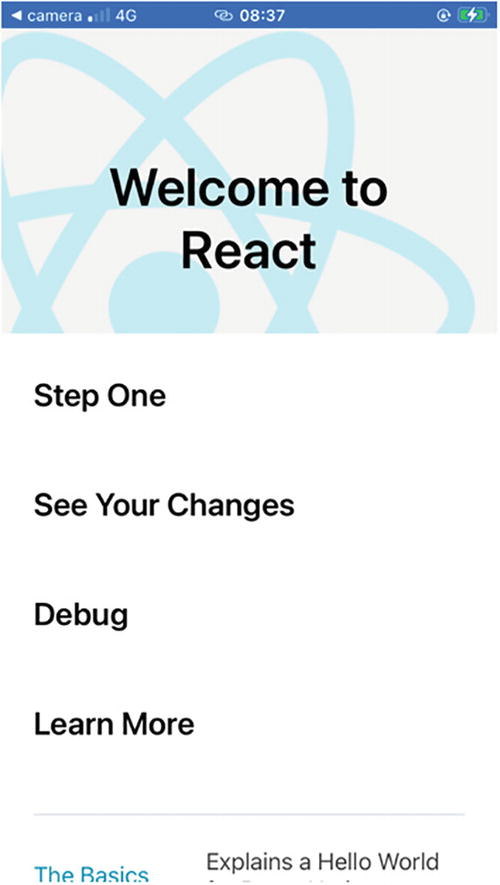 camera 4G 08:37
Welcome to
React
Step One
See Your Changes
Debug
Learn More
Explains a Hello World
The Basics